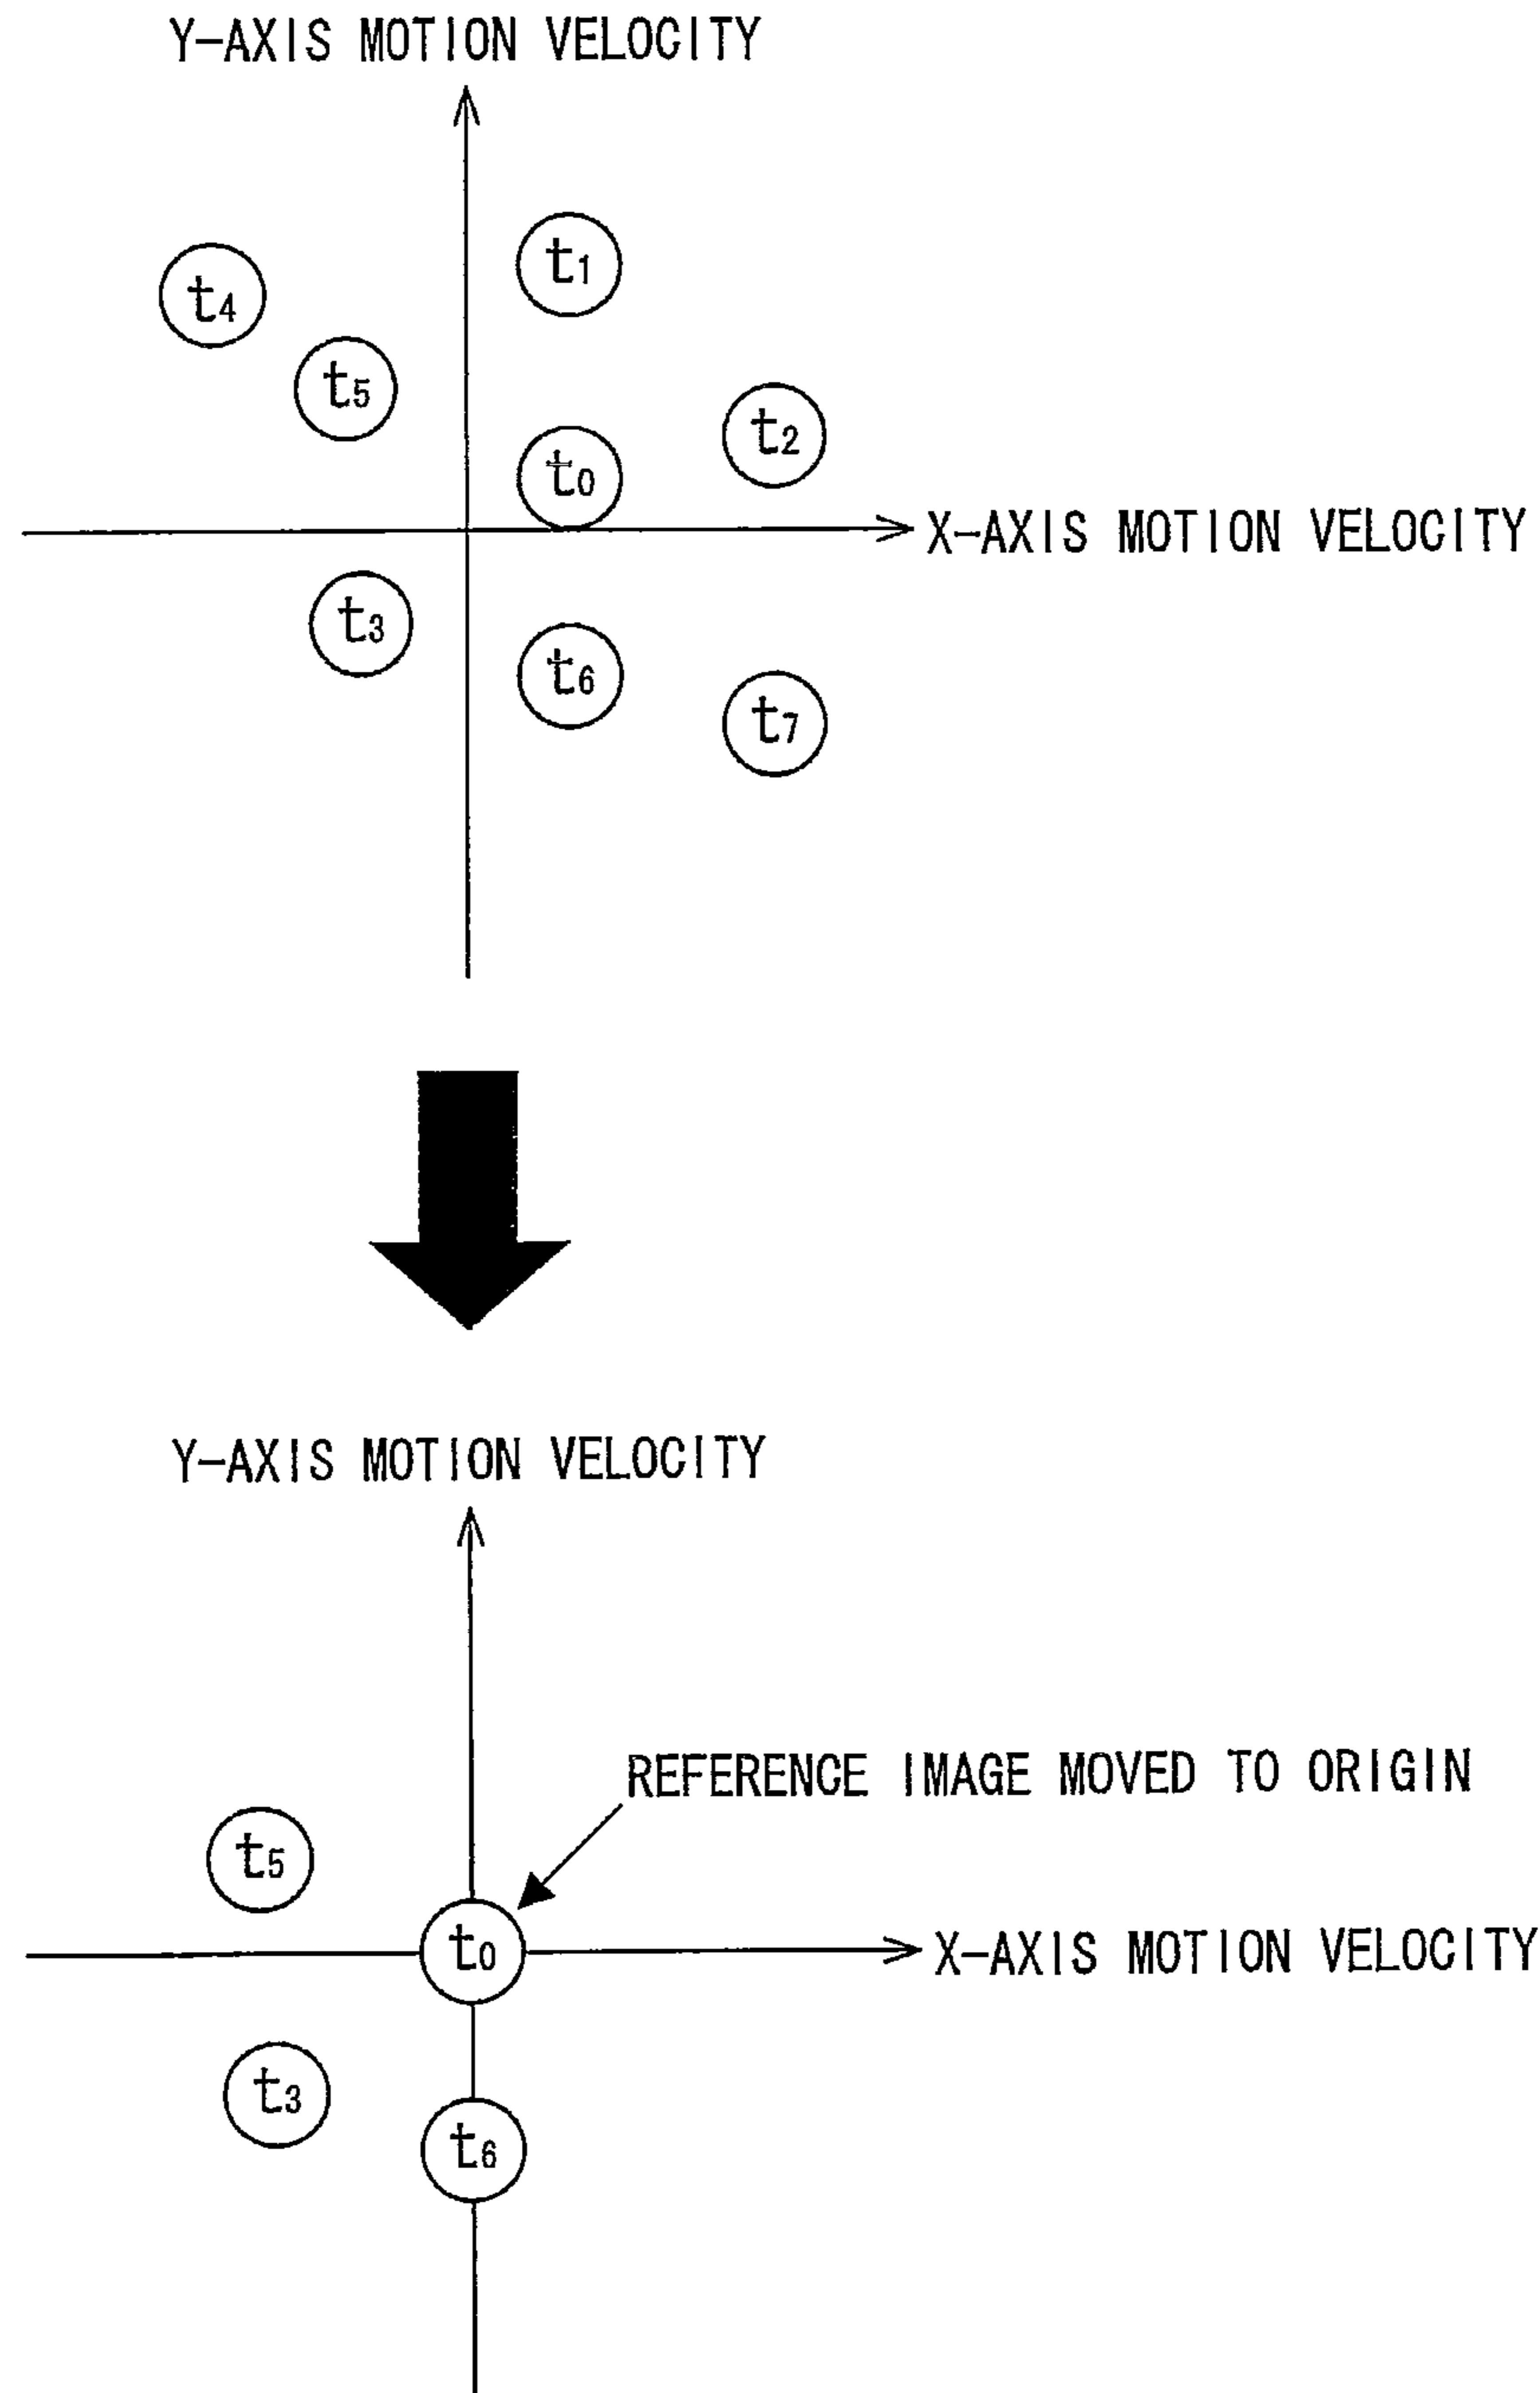 Y-AXIS MOTION VELOCITY
t1
t4
t5
t2
t0
X-AXIS MOTION VELOCITY
t3
t6
t7
Y-AXIS MOTION VELOCITY
REFERENCE IMAGE MOVED TO ORIGIN
t5
t0
X-AXIS MOTION VELOCITY
t3
t6